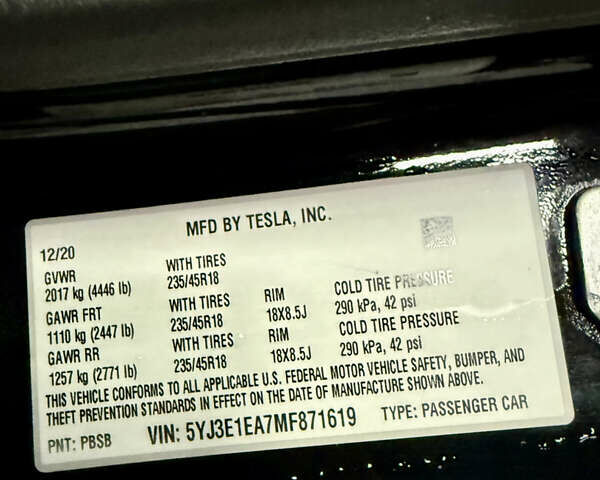 MFD BY TESLA, INC.
12/20
GVWR WITH TIRES
2017 kg (4446 lb) 235/45R18
GAWR FRT WITH TIRES RIM COLD TIRE PRESSURE
1110 kg (2447 lb) 235/45R18 18X8.5J 290 kPa, 42 psi
GAWR RR WITH TIRES RIM COLD TIRE PRESSURE
1257 kg (2771 lb) 235/45R18 18X8.5J 290 kPa, 42 psi
THIS VEHICLE CONFORMS TO ALL APPLICABLE U.S. FEDERAL MOTOR VEHICLE SAFETY, BUMPER, AND
THEFT PREVENTION STANDARDS IN EFFECT ON THE DATE OF MANUFACTURE SHOWN ABOVE.
PNT: PBSB VIN: 5YJ3E1EA7MF871619 TYPE: PASSENGER CAR